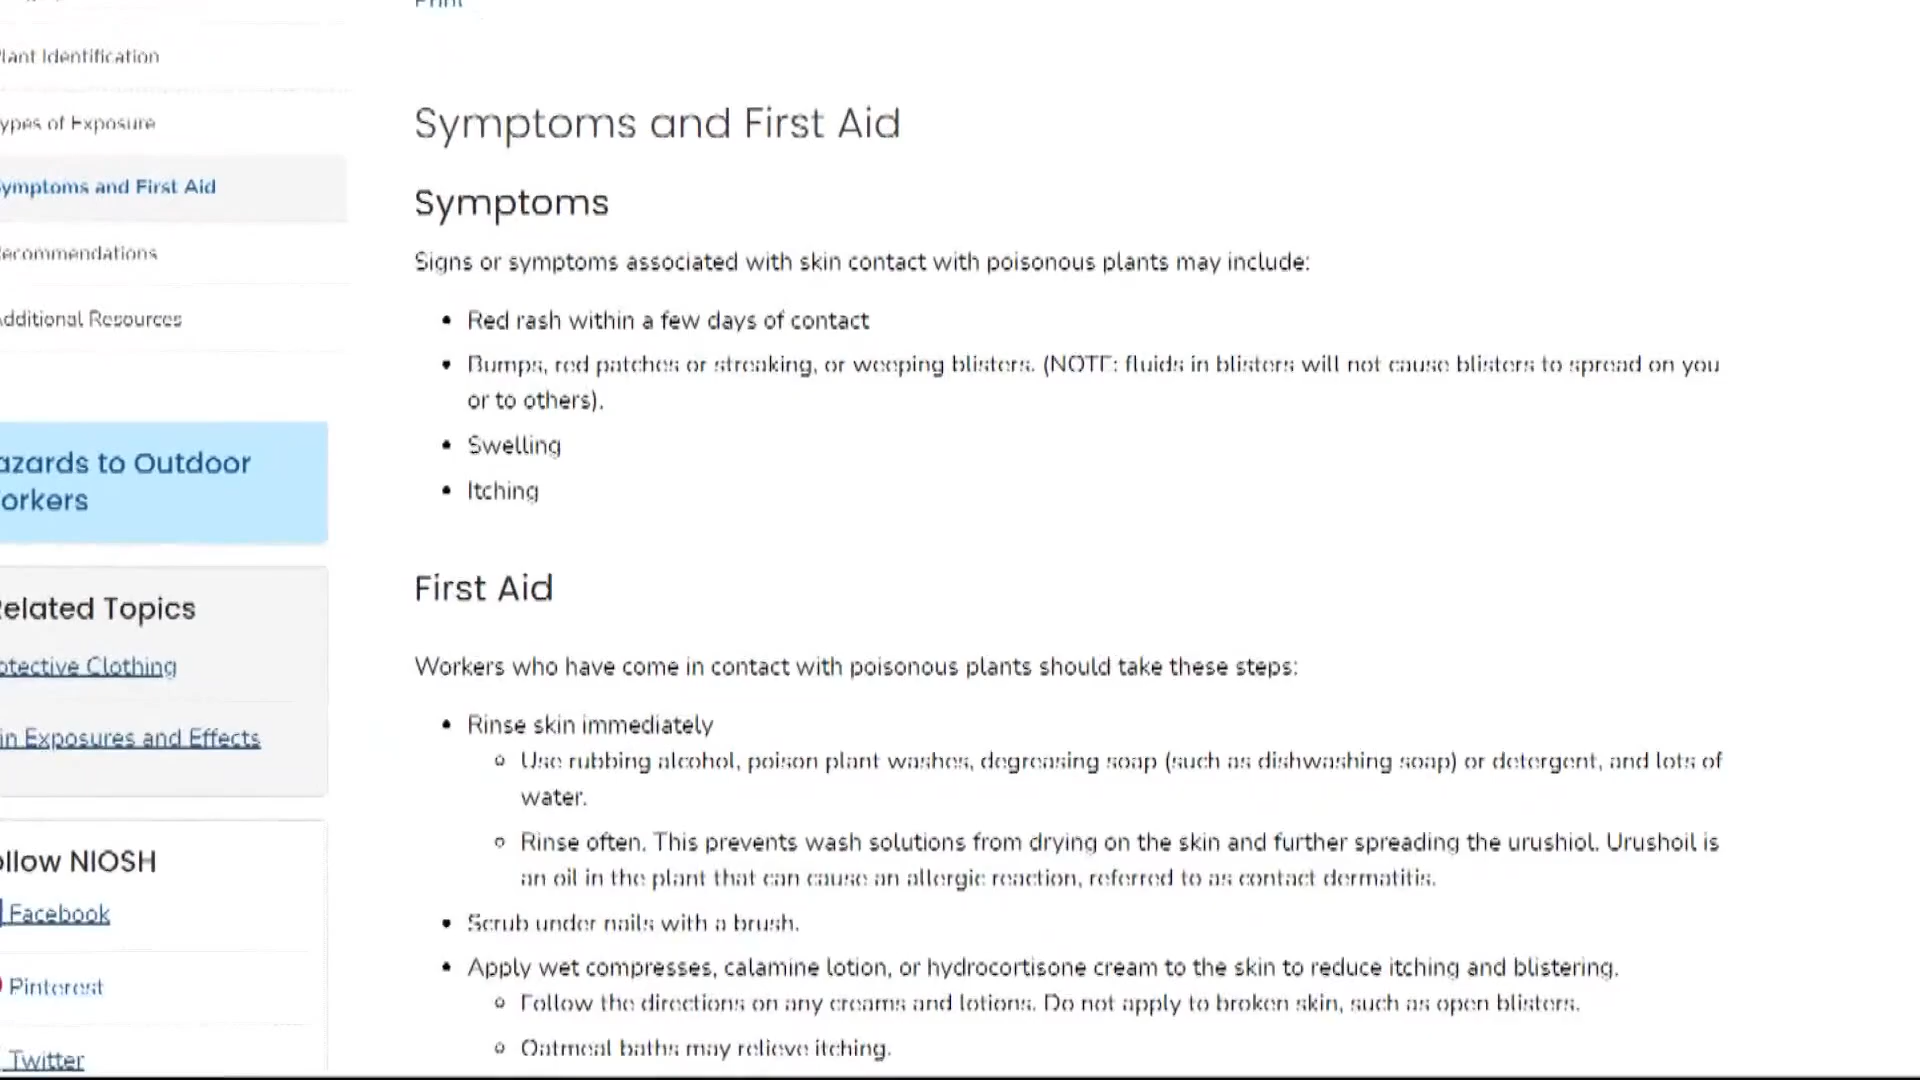 Print
lant Identification
ypes of Exposure
ymptoms and First Aid
ecommendations
dditional Resources
azards to Outdoor
orkers
elated Topics
otective Clothing
in Exposures and Effects
ollow NIOSH
Facebook
Pinterest
Twitter
Symptoms and First Aid
Symptoms
Signs or symptoms associated with skin contact with poisonous plants may include:
• Red rash within a few days of contact
• Bumps, red patches or streaking, or weeping blisters. (NOTE: fluids in blisters will not cause blisters to spread on you
or to others).
• Swelling
• Itching
First Aid
Workers who have come in contact with poisonous plants should take these steps:
• Rinse skin immediately
○ Use rubbing alcohol, poison plant washes, degreasing soap (such as dishwashing soap) or detergent, and lots of
water.
○ Rinse often. This prevents wash solutions from drying on the skin and further spreading the urushiol. Urushoil is
an oil in the plant that can cause an allergic reaction, referred to as contact dermatitis.
• Scrub under nails with a brush.
• Apply wet compresses, calamine lotion, or hydrocortisone cream to the skin to reduce itching and blistering.
○ Follow the directions on any creams and lotions. Do not apply to broken skin, such as open blisters.
○ Oatmeal baths may relieve itching.